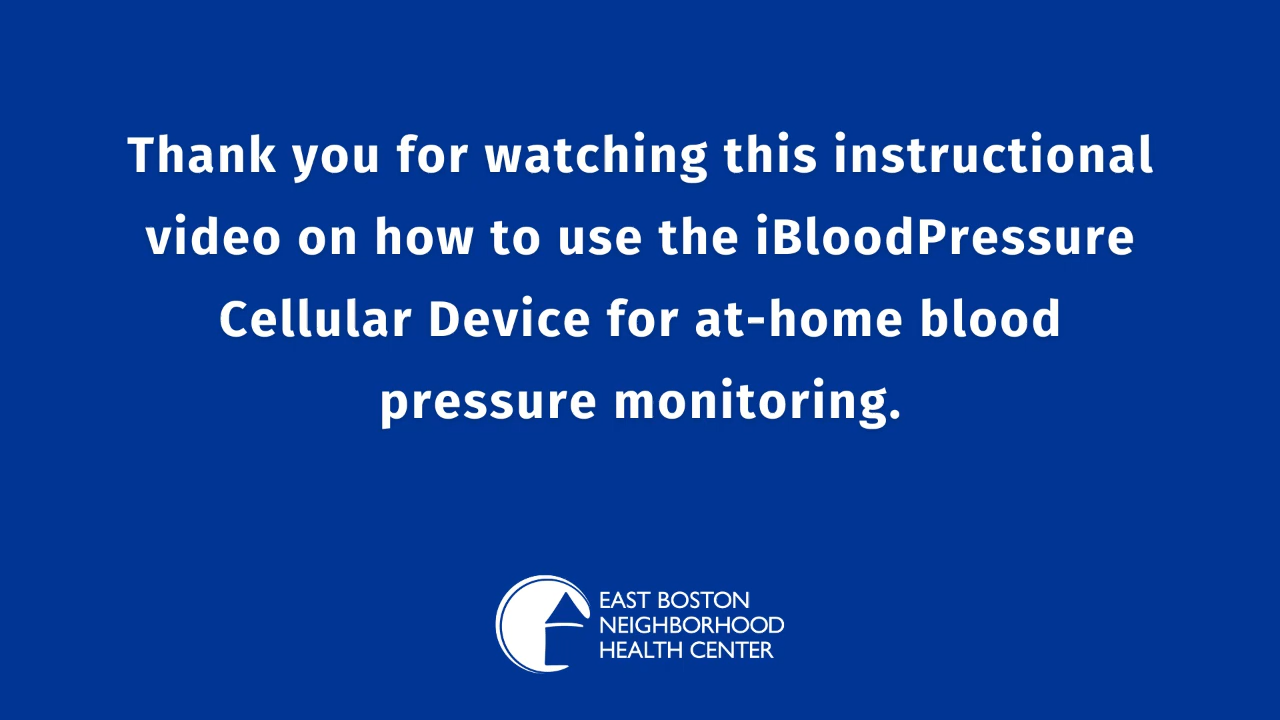 Thank you for watching this instructional
video on how to use the iBloodPressure
Cellular Device for at-home blood
pressure monitoring.
EAST BOSTON
NEIGHBORHOOD
HEALTH CENTER